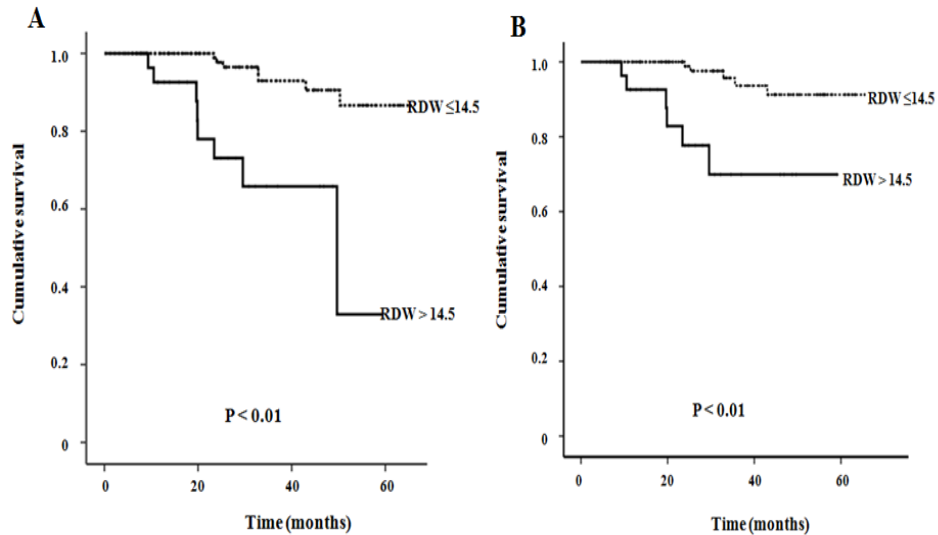 A
Cumulative survival
1.0
0.8
0.6
0.4
0.2
0
RDW ≤14.5
RDW > 14.5
P < 0.01
0 20 40 60
Time (months)
B
Cumulative survival
1.0
0.8
0.6
0.4
0.2
0
RDW ≤14.5
RDW > 14.5
P < 0.01
0 20 40 60
Time (months)